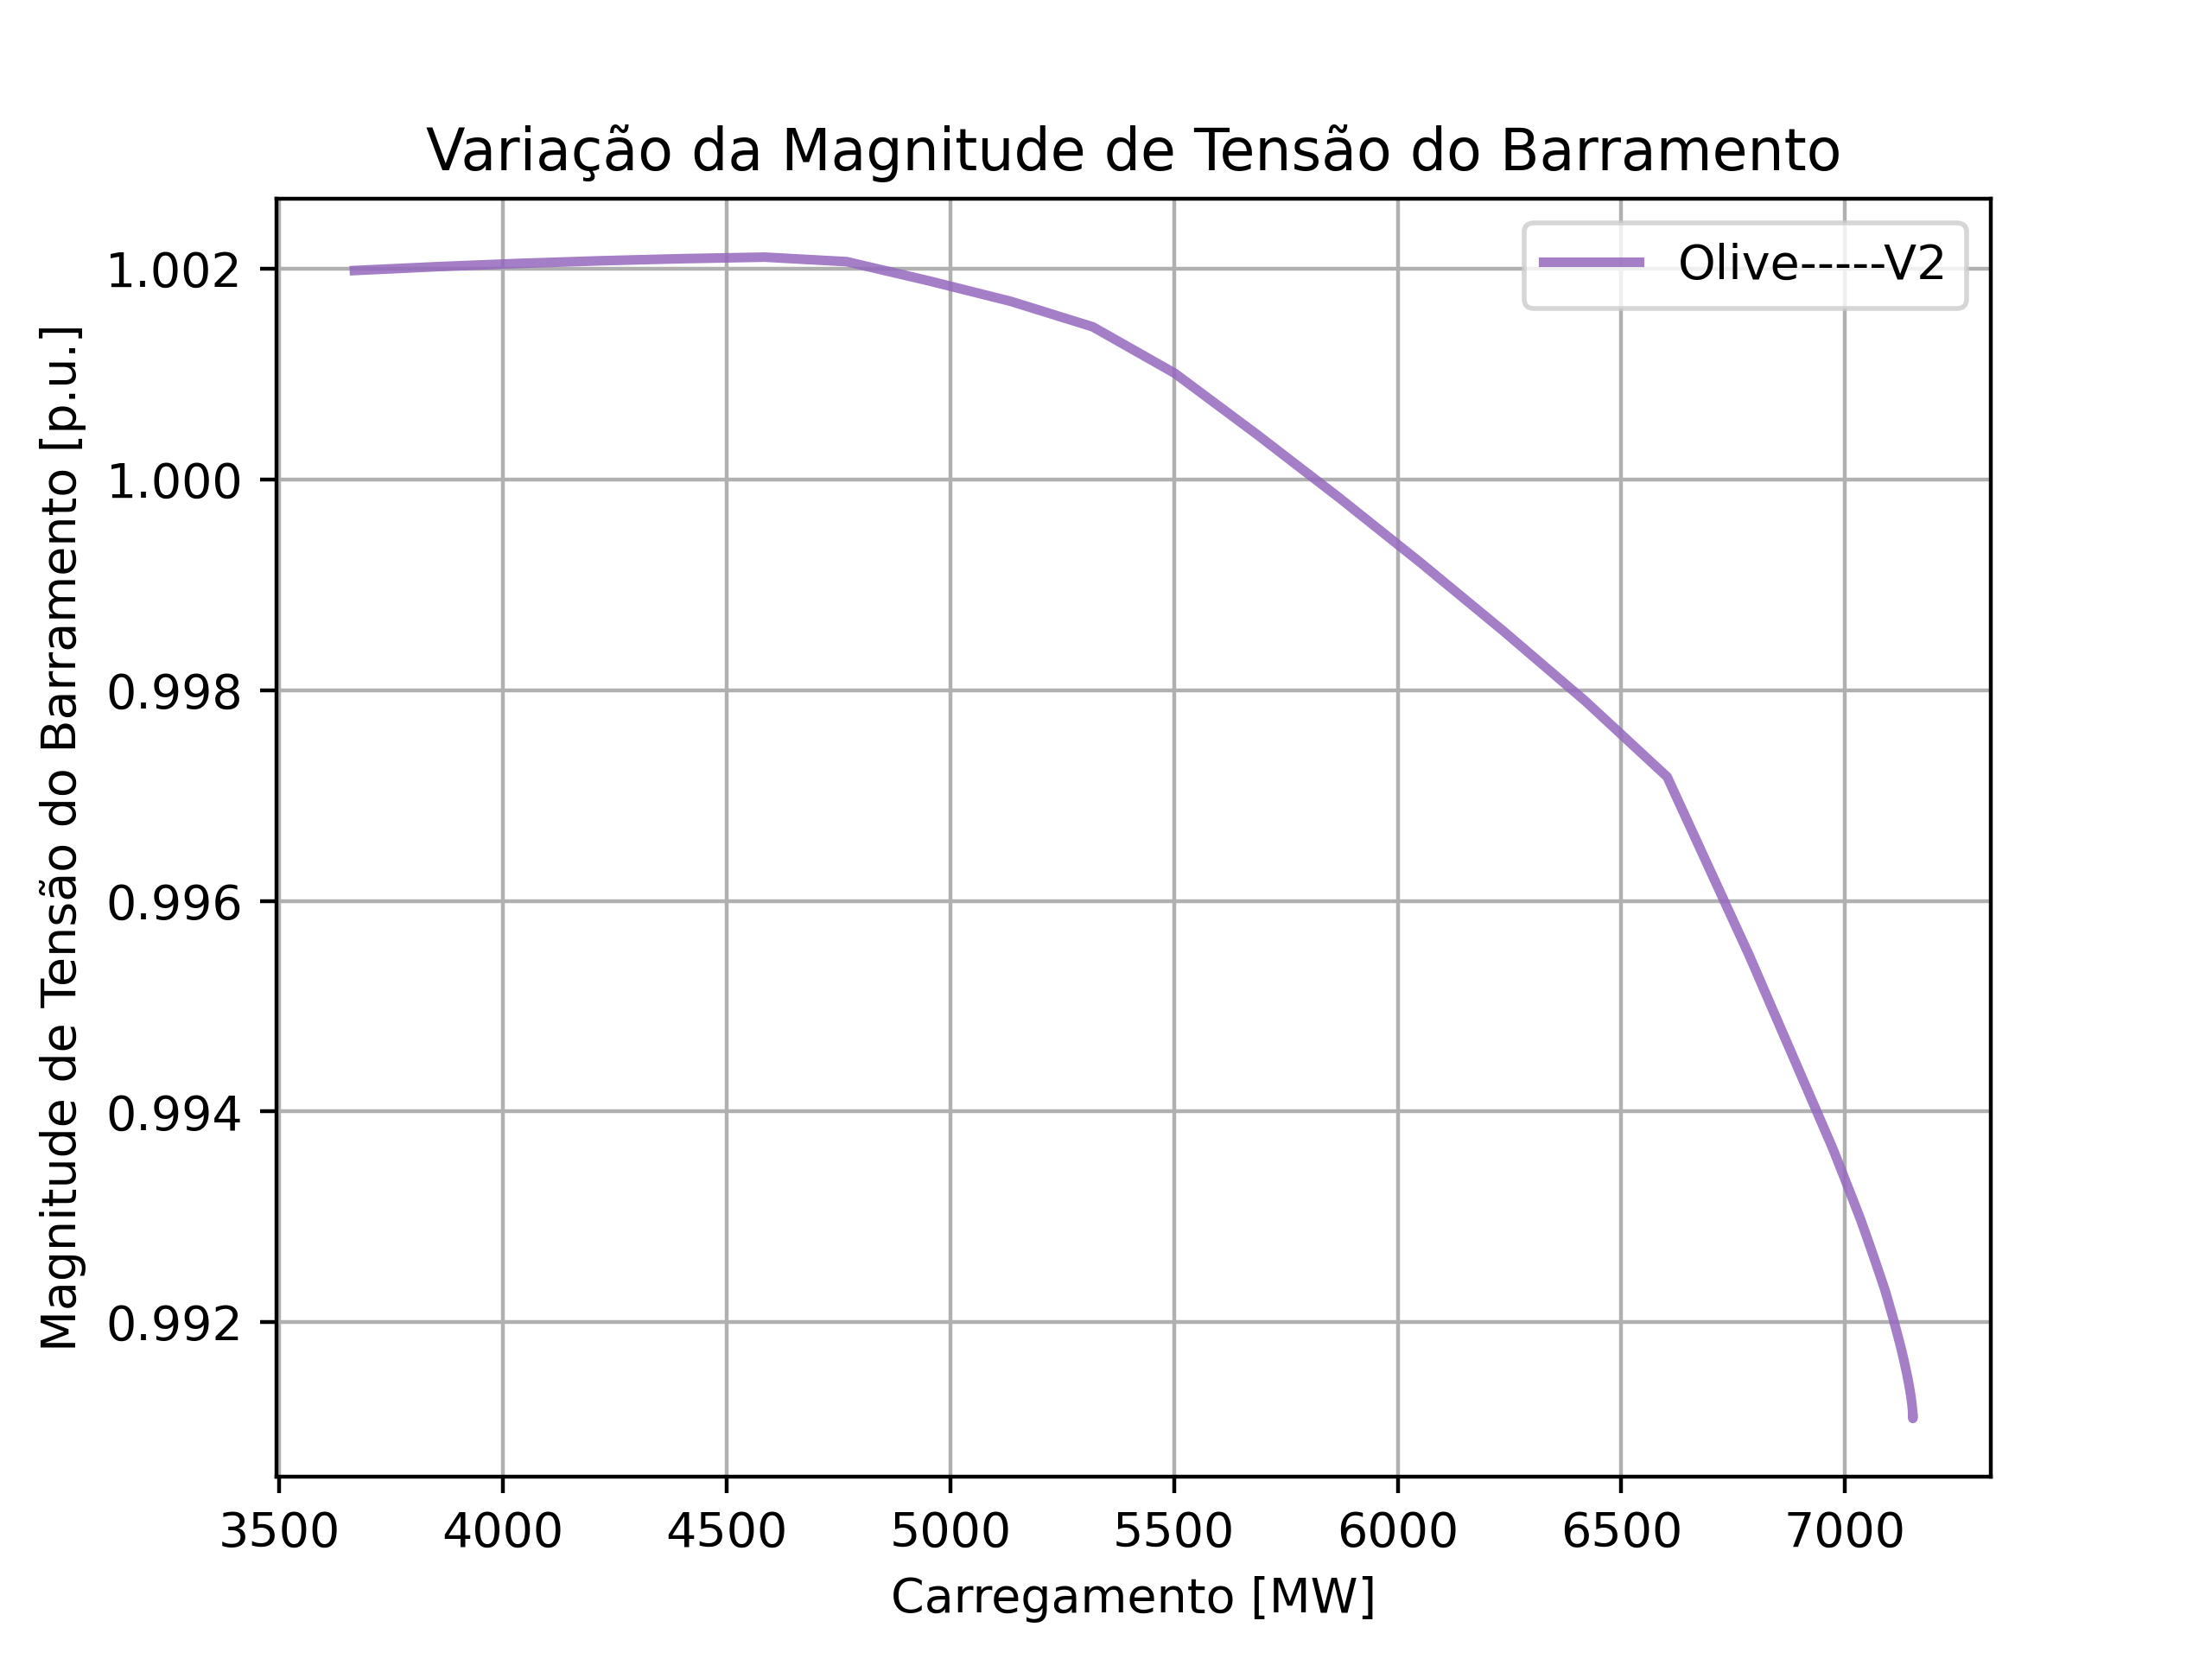 Variação da Magnitude de Tensão do Barramento
Olive------V2
Magnitude de Tensão do Barramento [p.u.]
1.002
1.000
0.998
0.996
0.994
0.992
3500 4000 4500 5000 5500 6000 6500 7000
Carregamento [MW]